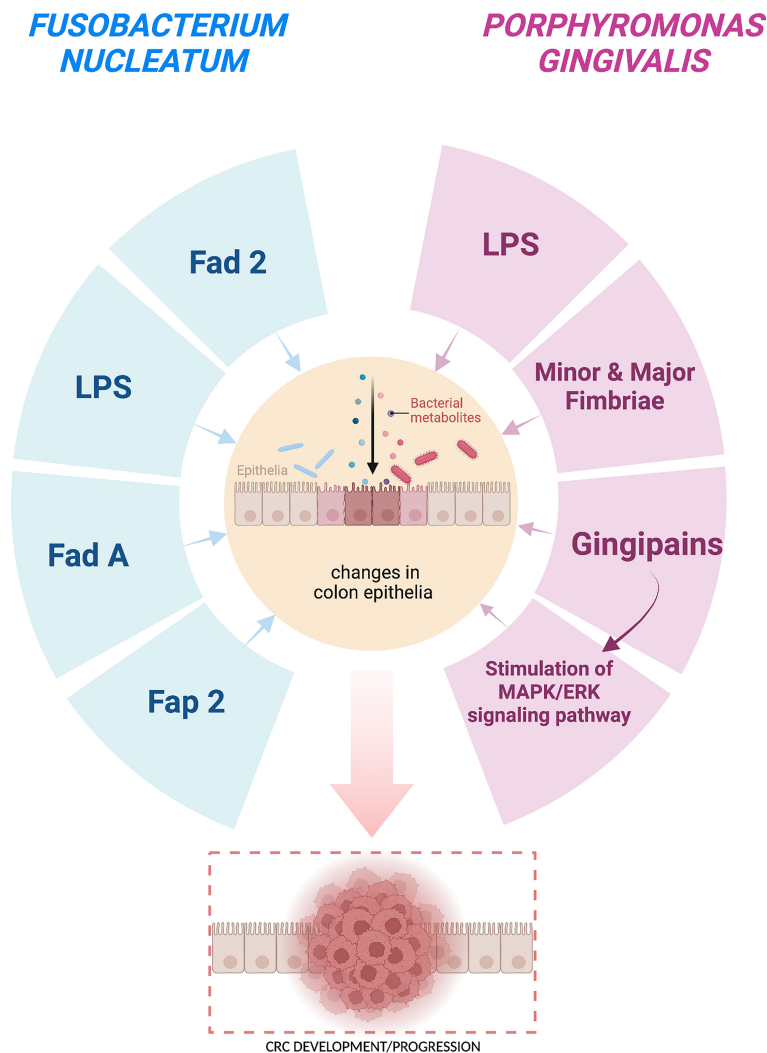 FUSOBACTERIUM
NUCLEATUM
PORPHYROMONAS
GINGIVALIS
Fad 2
LPS
Fad A
Fap 2
LPS
Minor & Major
Fimbriae
Gingipains
Stimulation of
MAPK/ERK
signaling pathway
Bacterial
metabolites
Epithelia
changes in
colon epithelia
CRC DEVELOPMENT/PROGRESSION